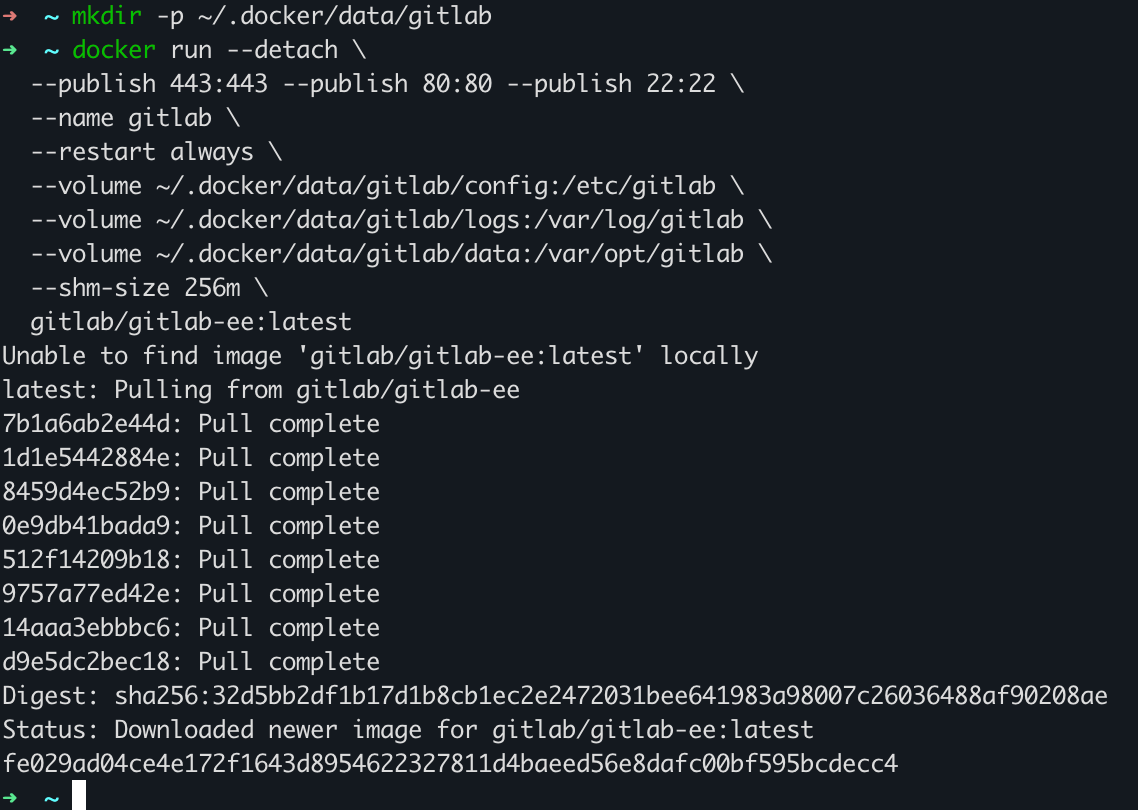 ➜  ~ mkdir -p ~/.docker/data/gitlab
➜  ~ docker run --detach \
  --publish 443:443 --publish 80:80 --publish 22:22 \
  --name gitlab \
  --restart always \
  --volume ~/.docker/data/gitlab/config:/etc/gitlab \
  --volume ~/.docker/data/gitlab/logs:/var/log/gitlab \
  --volume ~/.docker/data/gitlab/data:/var/opt/gitlab \
  --shm-size 256m \
  gitlab/gitlab-ee:latest
Unable to find image 'gitlab/gitlab-ee:latest' locally
latest: Pulling from gitlab/gitlab-ee
7b1a6ab2e44d: Pull complete
1d1e5442884e: Pull complete
8459d4ec52b9: Pull complete
0e9db41bada9: Pull complete
512f14209b18: Pull complete
9757a77ed42e: Pull complete
14aaa3ebbbc6: Pull complete
d9e5dc2bec18: Pull complete
Digest: sha256:32d5bb2df1b17d1b8cb1ec2e2472031bee641983a98007c26036488af90208ae
Status: Downloaded newer image for gitlab/gitlab-ee:latest
fe029ad04ce4e172f1643d8954622327811d4baeed56e8dafc00bf595bcdecc4
➜  ~